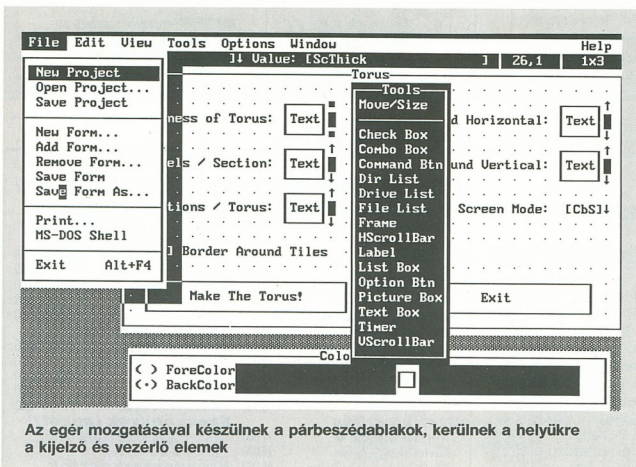 File Edit View Tools Options Window Help
]↓ Value: [ScThick ] 26,1 1x3
New Project
Open Project...
Save Project
New Form...
Add Form...
Remove Form...
Save Form
Save Form As...
Print...
MS-DOS Shell
Exit Alt+F4
Torus
Tools
Move/Size
Check Box
Combo Box
Command Btn
Dir List
Drive List
File List
Frame
HScrollBar
Label
List Box
Option Btn
Picture Box
Text Box
Timer
VScrollBar
ness of Torus: Text
d Horizontal: Text
els / Section: Text
und Vertical: Text
tions / Torus: Text
Screen Mode: [CbS]↓
] Border Around Tiles
Make The Torus!
Exit
Colo
( ) ForeColor
(•) BackColor
Az egér mozgatásával készülnek a párbeszédablakok, kerülnek a helyükre
a kijelző és vezérlő elemek